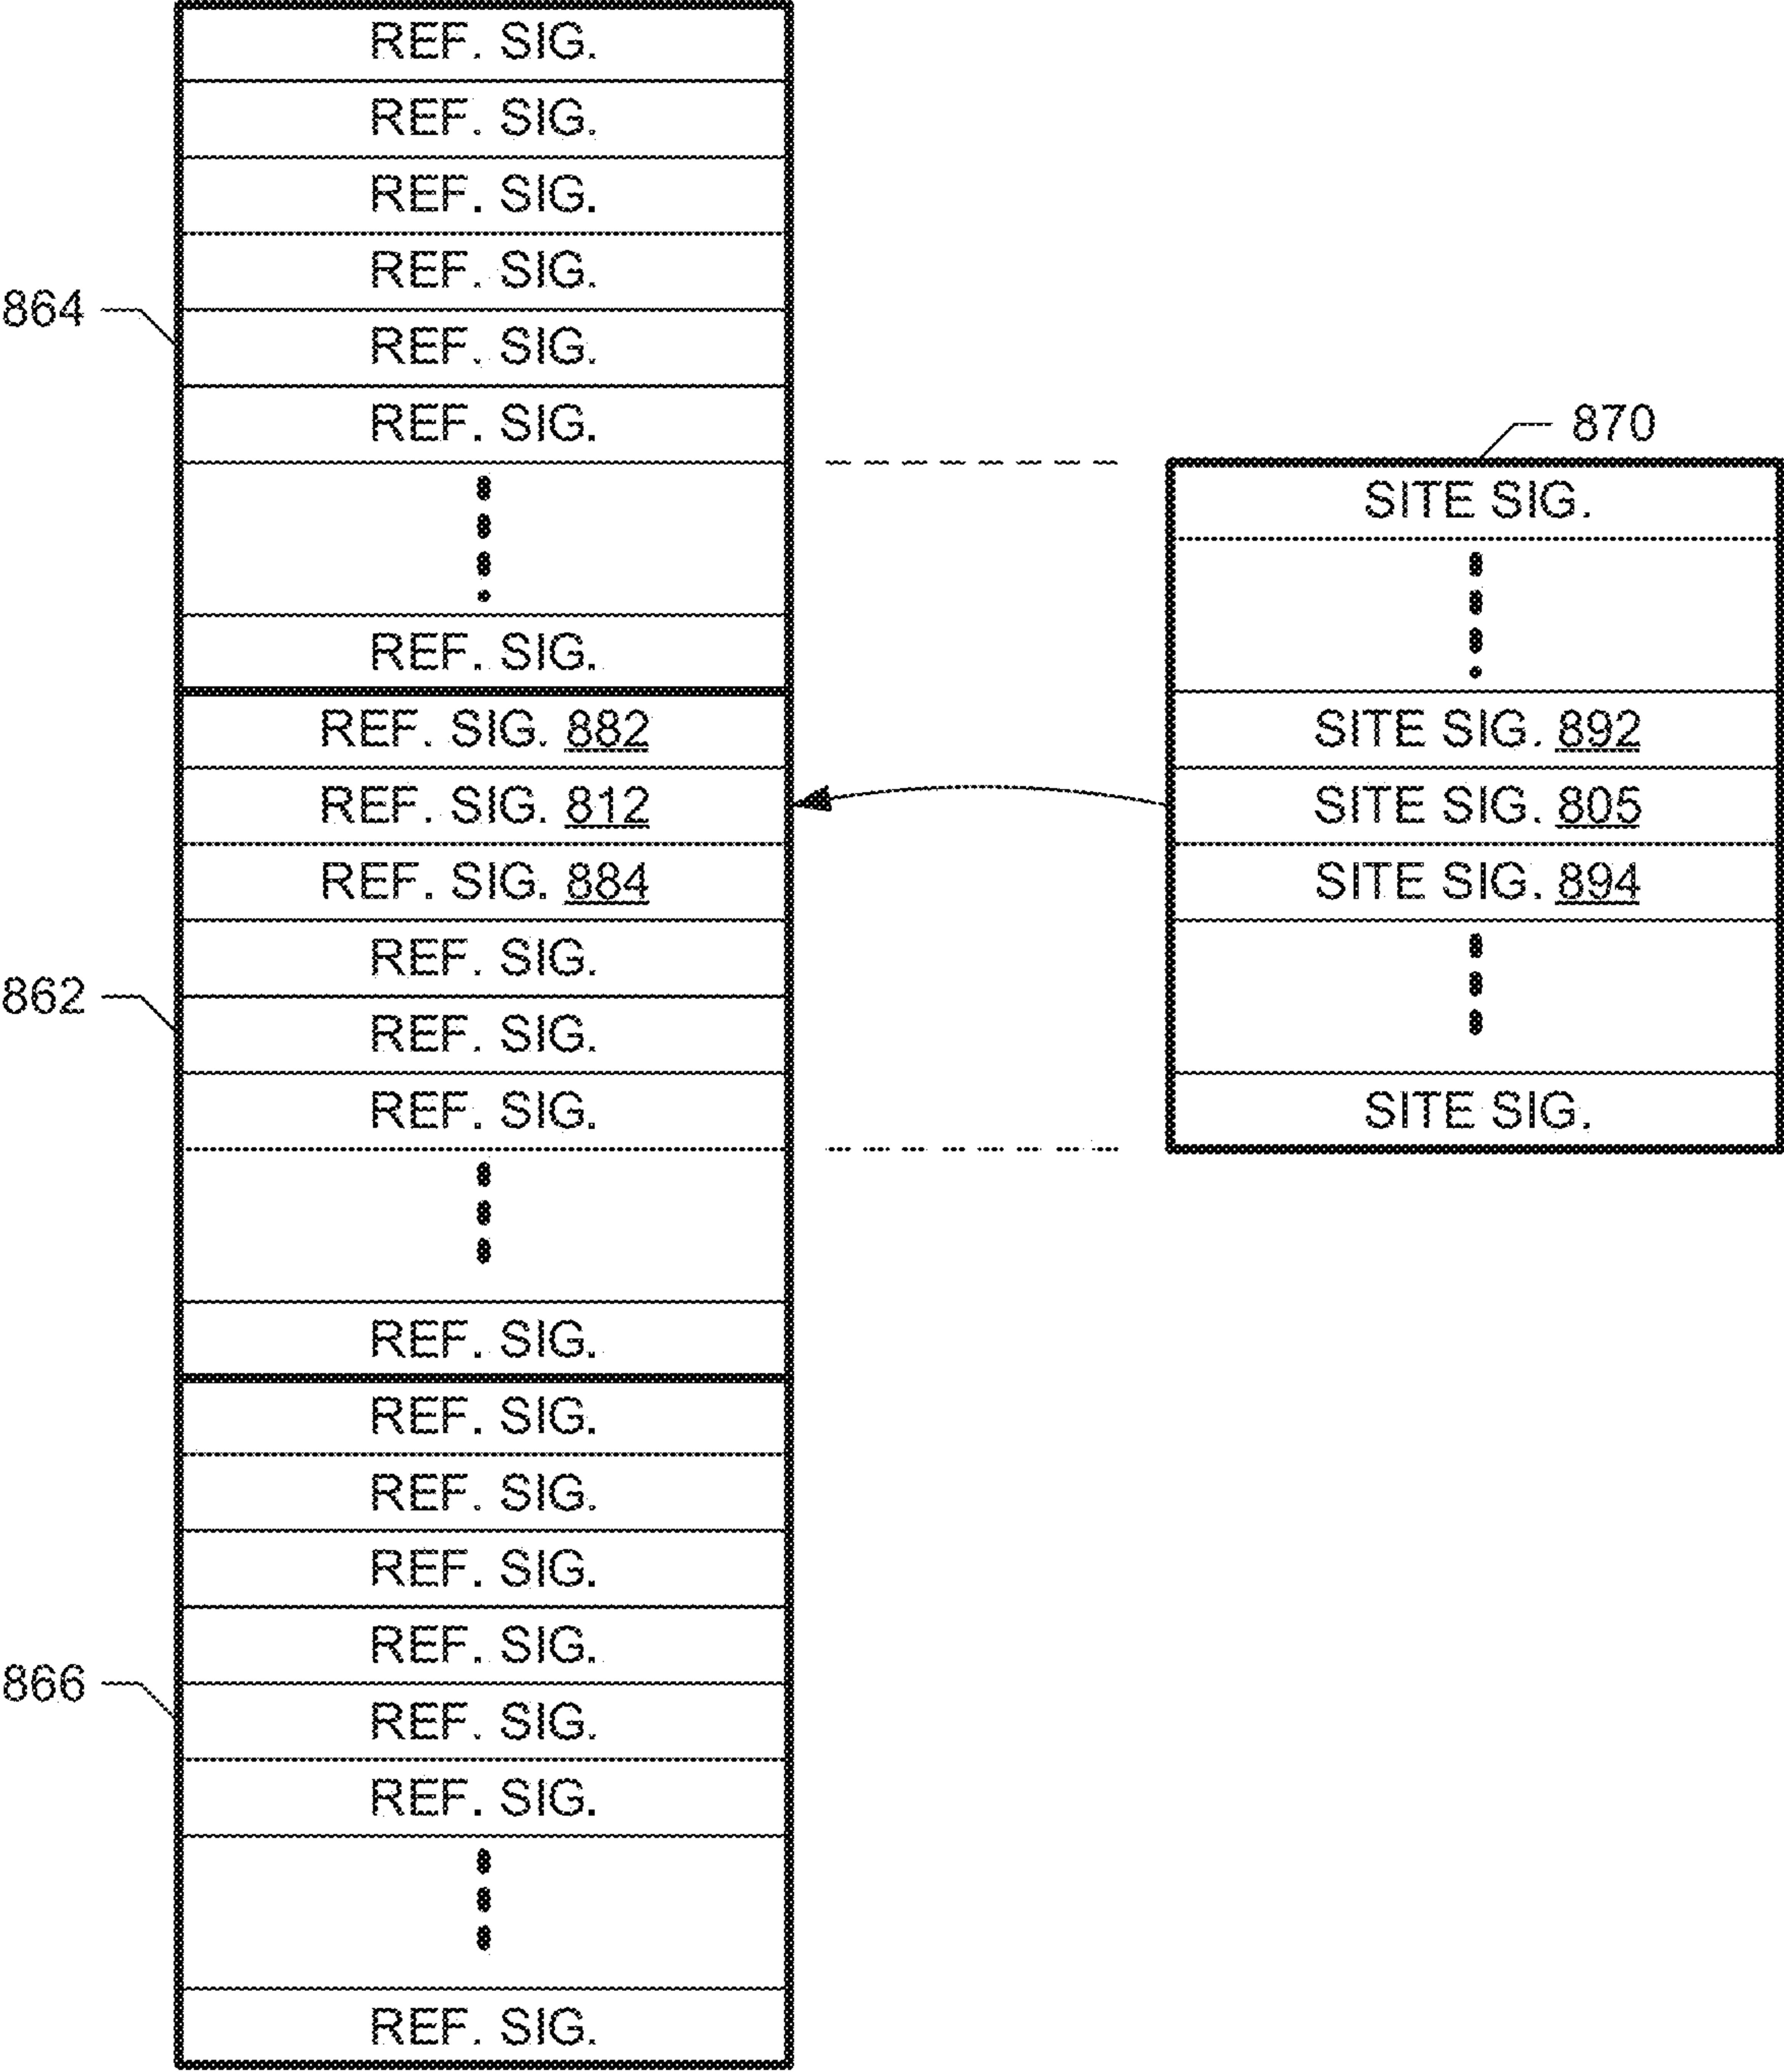 REF. SIG.
REF. SIG.
REF. SIG.
REF. SIG.
864
REF. SIG.
REF. SIG.
REF. SIG.
REF. SIG. 882
REF. SIG. 812
REF. SIG. 884
REF. SIG.
862
REF. SIG.
REF. SIG.
REF. SIG.
REF. SIG.
REF. SIG.
REF. SIG.
REF. SIG.
866
REF. SIG.
REF. SIG.
REF. SIG.
870
SITE SIG.
SITE SIG. 892
SITE SIG. 805
SITE SIG. 894
SITE SIG.